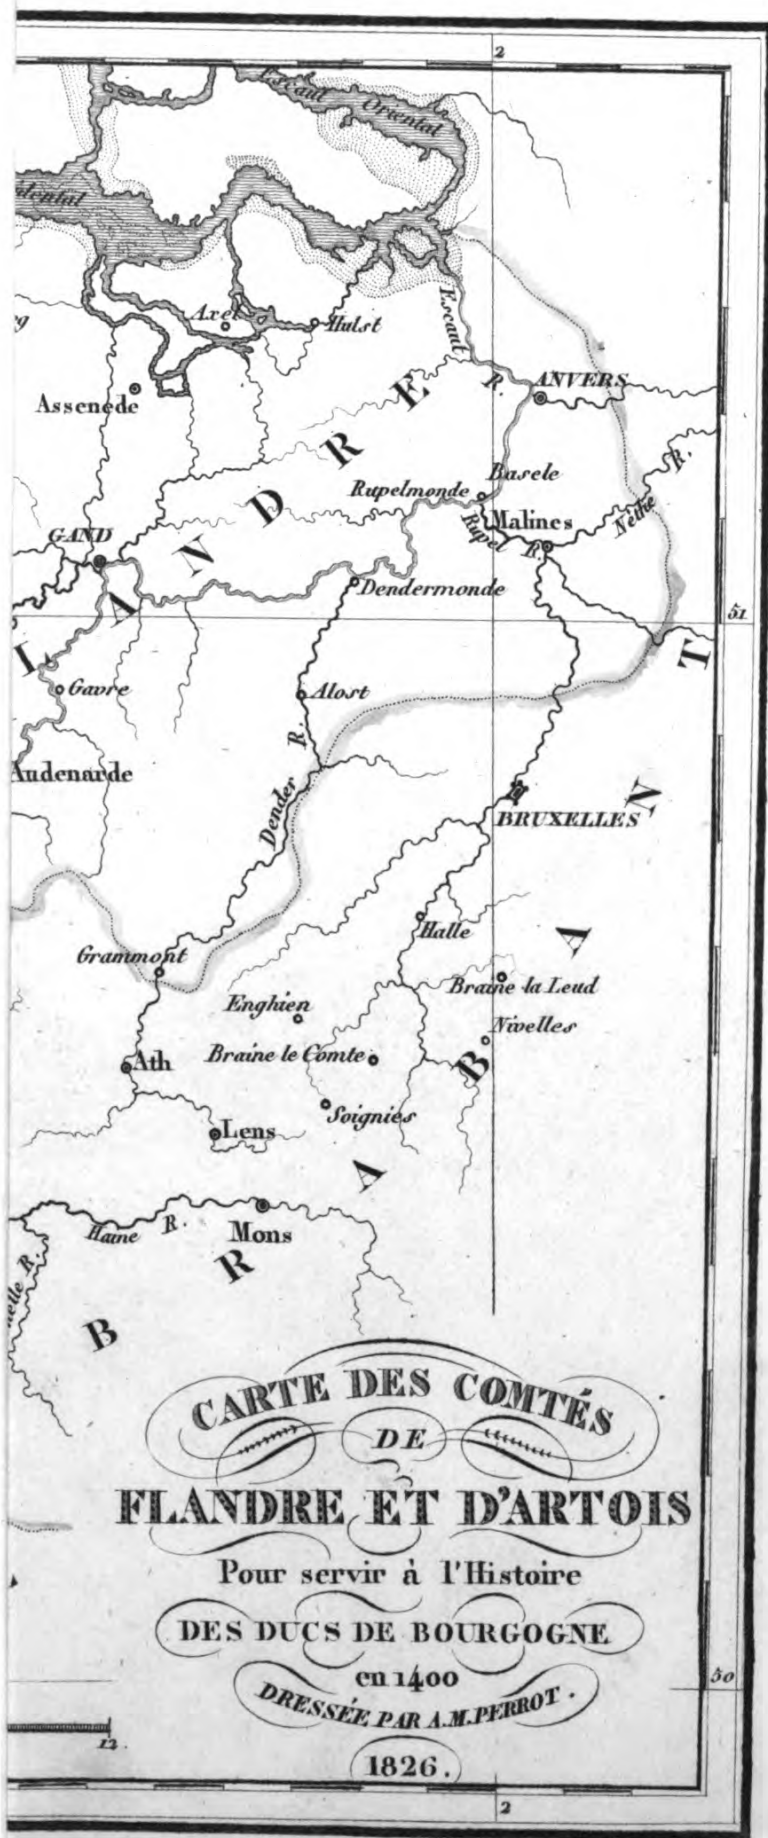 2
Escaut Oriental
Axel
Hulst
Escaut R.
Assenede
ANVERS
Basele
Rupelmonde
Malines
Rupel R.
Nethe R.
GAND
Dendermonde
51
LANDRE
Gavre
Alost
Audenarde
Dender R.
BRUXELLES
Halle
Grammont
Braine la Leud
Enghien
Nivelles
Braine le Comte
Ath
Soignies
Lens
Haine R.
Mons
BRABANT
CARTE DES COMTÉS
DE
FLANDRE ET D'ARTOIS
Pour servir à l'Histoire
DES DUCS DE BOURGOGNE
en 1400
DRESSÉE PAR A.M. PERROT.
1826.
50
12.
2